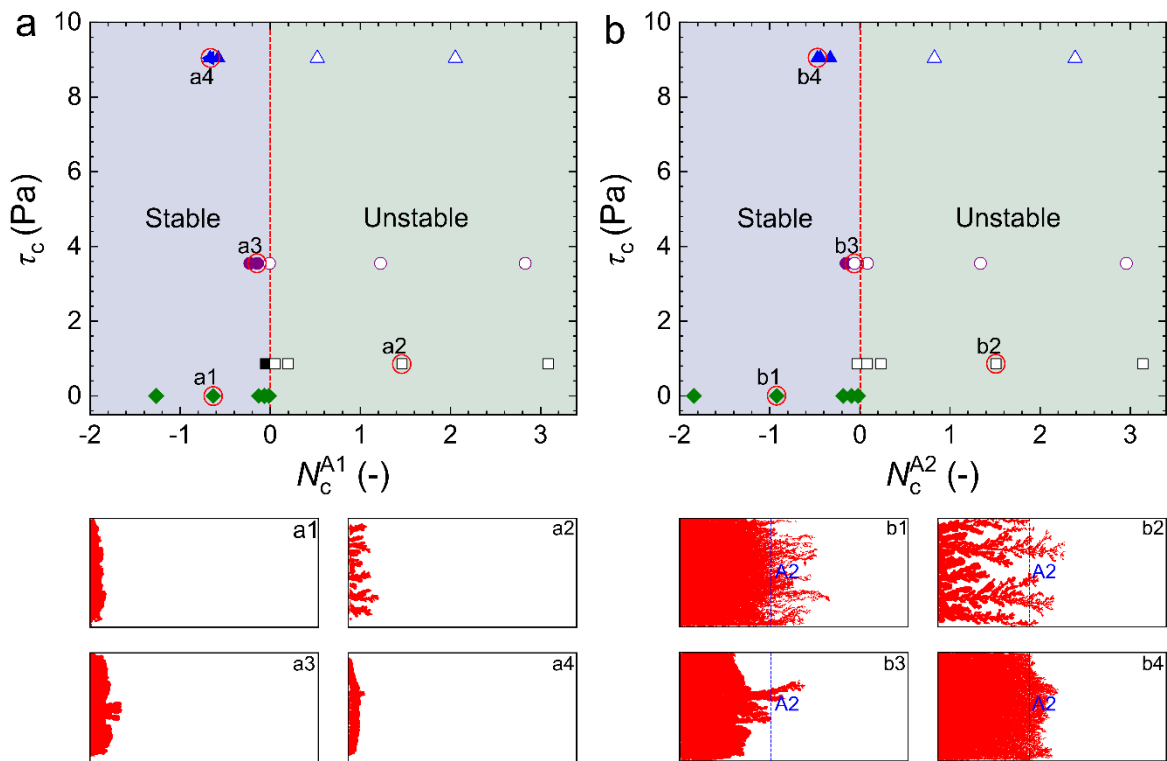 a
10
8
6
4
2
0
τc (Pa)
a4
Stable
Unstable
a3
a2
a1
-2
-1
0
1
2
3
NcA1 (-)
b
10
8
6
4
2
0
τc (Pa)
b4
Stable
Unstable
b3
b2
b1
-2
-1
0
1
2
3
NcA2 (-)
a1
a2
a3
a4
b1
A2
b2
A2
b3
A2
b4
A2